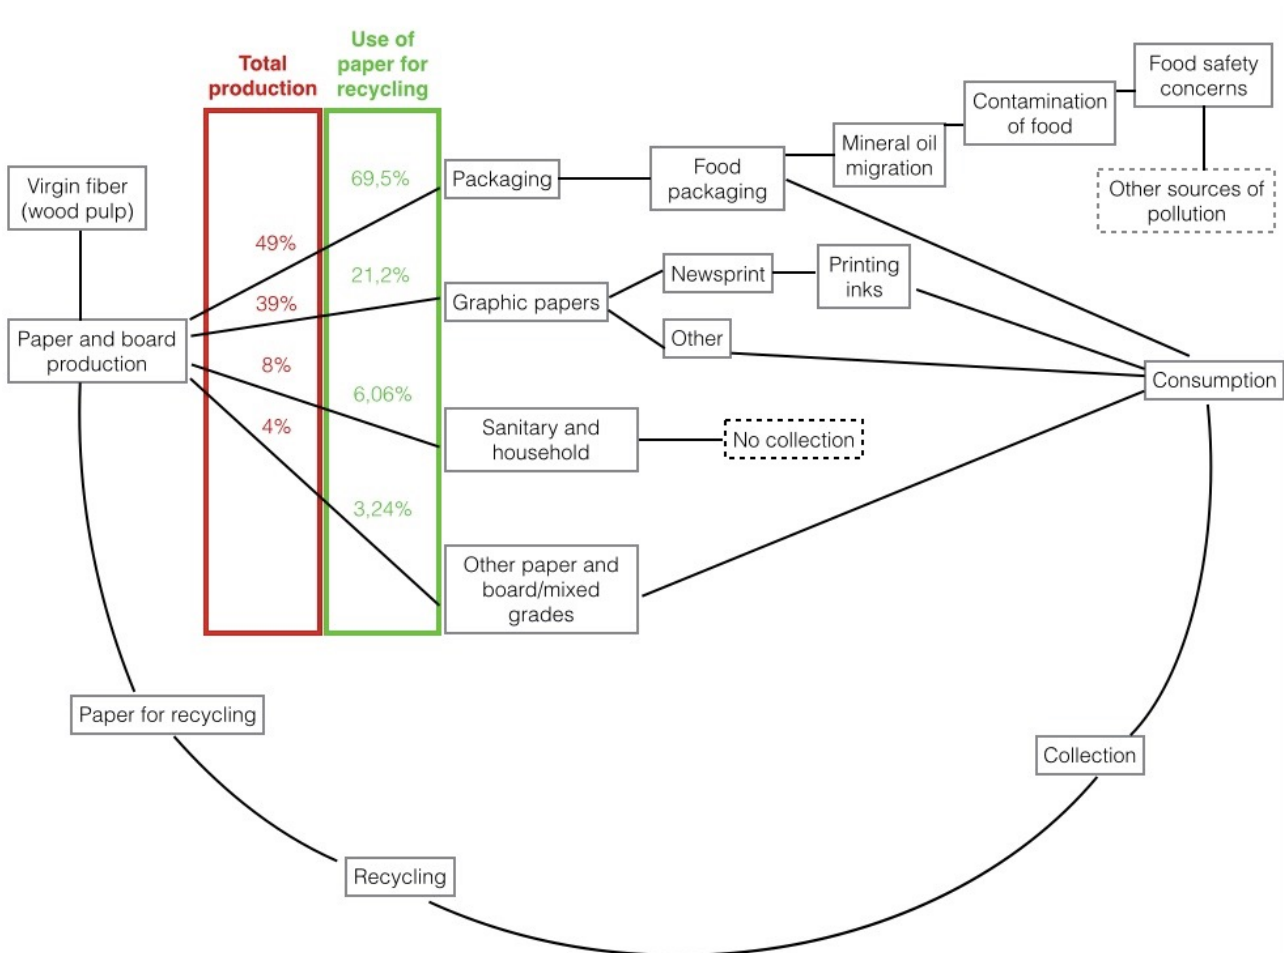 Use of
paper for
recycling
Total
production
Food safety
concerns
Contamination
of food
Mineral oil
migration
Food
packaging
Packaging
69,5%
Virgin fiber
(wood pulp)
Other sources of
pollution
49%
21,2%
39%
Graphic papers
Newsprint
Printing
inks
Other
Paper and board
production
8%
6,06%
4%
Consumption
Sanitary and
household
No collection
3,24%
Other paper and
board/mixed
grades
Paper for recycling
Collection
Recycling